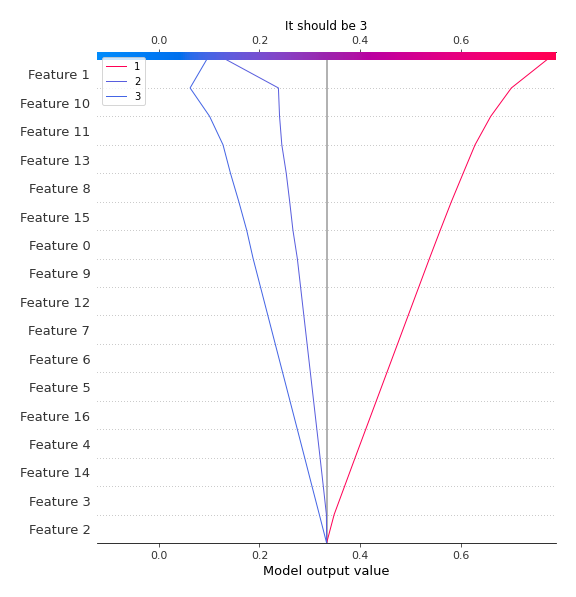 It should be 3
0.0 0.2 0.4 0.6
1
2
3
Feature 1
Feature 10
Feature 11
Feature 13
Feature 8
Feature 15
Feature 0
Feature 9
Feature 12
Feature 7
Feature 6
Feature 5
Feature 16
Feature 4
Feature 14
Feature 3
Feature 2
0.0 0.2 0.4 0.6
Model output value